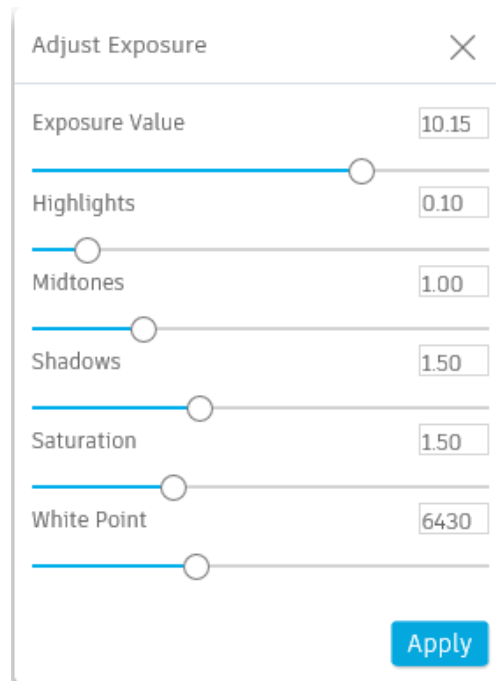 Adjust Exposure
Exposure Value 10.15
Highlights 0.10
Midtones 1.00
Shadows 1.50
Saturation 1.50
White Point 6430
Apply